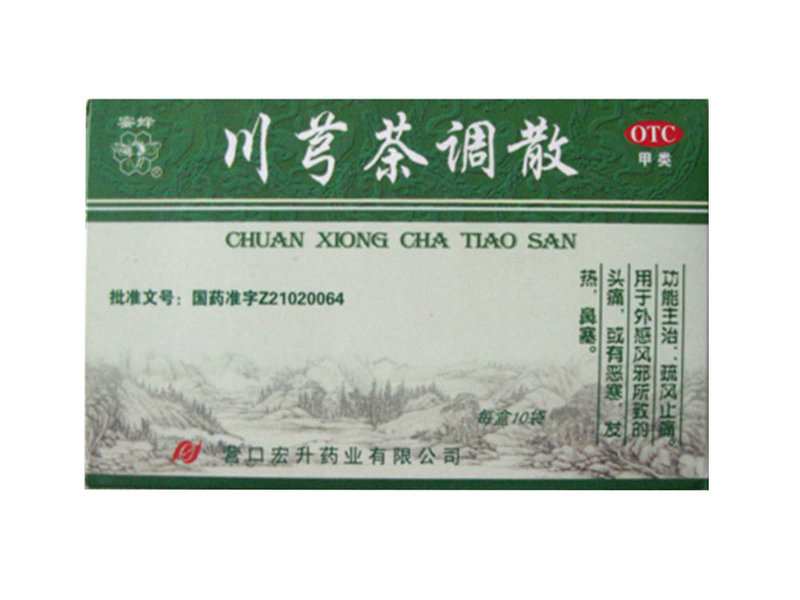 蜜蜂
川芎茶调散
OTC
甲类
CHUAN XIONG CHA TIAO SAN
批准文号：国药准字Z21020064
功能主治：疏风止痛
用于外感风邪所致的
头痛，或有恶寒、发
热、鼻塞。
每盒10袋
营口宏升药业有限公司